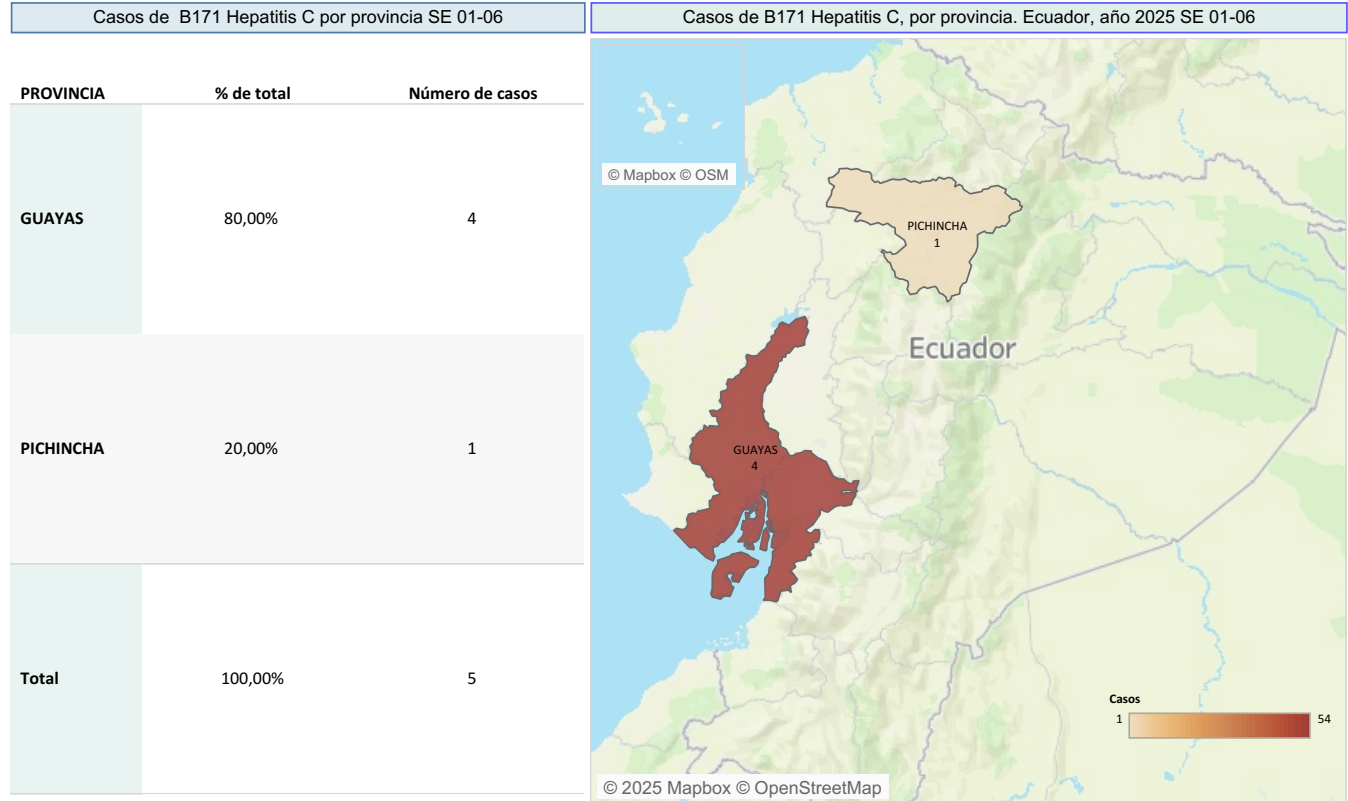 Casos de B171 Hepatitis C por provincia SE 01-06
PROVINCIA % de total Número de casos
GUAYAS 80,00% 4
PICHINCHA 20,00% 1
Total 100,00% 5
Casos de B171 Hepatitis C, por provincia. Ecuador, año 2025 SE 01-06
© Mapbox © OSM
PICHINCHA
1
Ecuador
GUAYAS
4
Casos
1 54
© 2025 Mapbox © OpenStreetMap